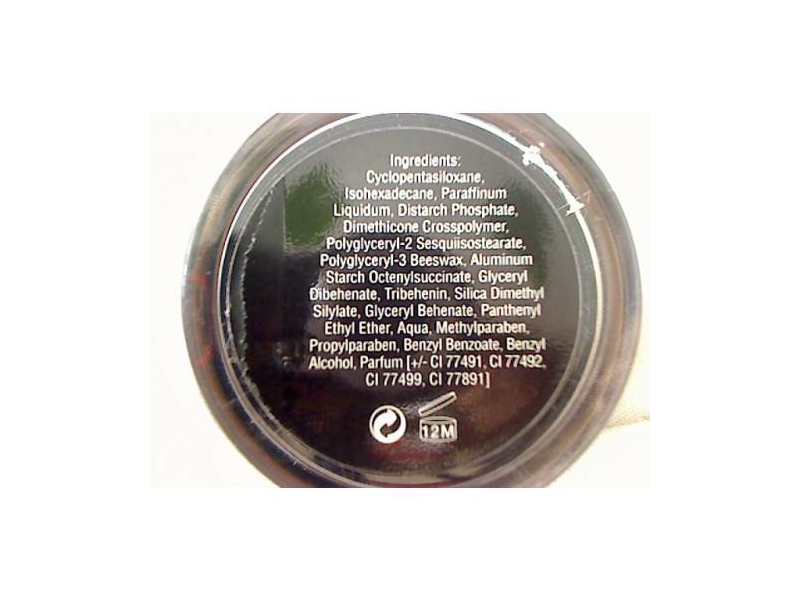 Ingredients:
Cyclopentasiloxane,
Isohexadecane, Paraffinum
Liquidum, Distarch Phosphate,
Dimethicone Crosspolymer,
Polyglyceryl-2 Sesquiisostearate,
Polyglyceryl-3 Beeswax, Aluminum
Starch Octenylsuccinate, Glyceryl
Dibehenate, Tribehenin, Silica Dimethyl
Silylate, Glyceryl Behenate, Panthenyl
Ethyl Ether, Aqua, Methylparaben,
Propylparaben, Benzyl Benzoate, Benzyl
Alcohol, Parfum [+/- CI 77491, CI 77492,
CI 77499, CI 77891]
12M